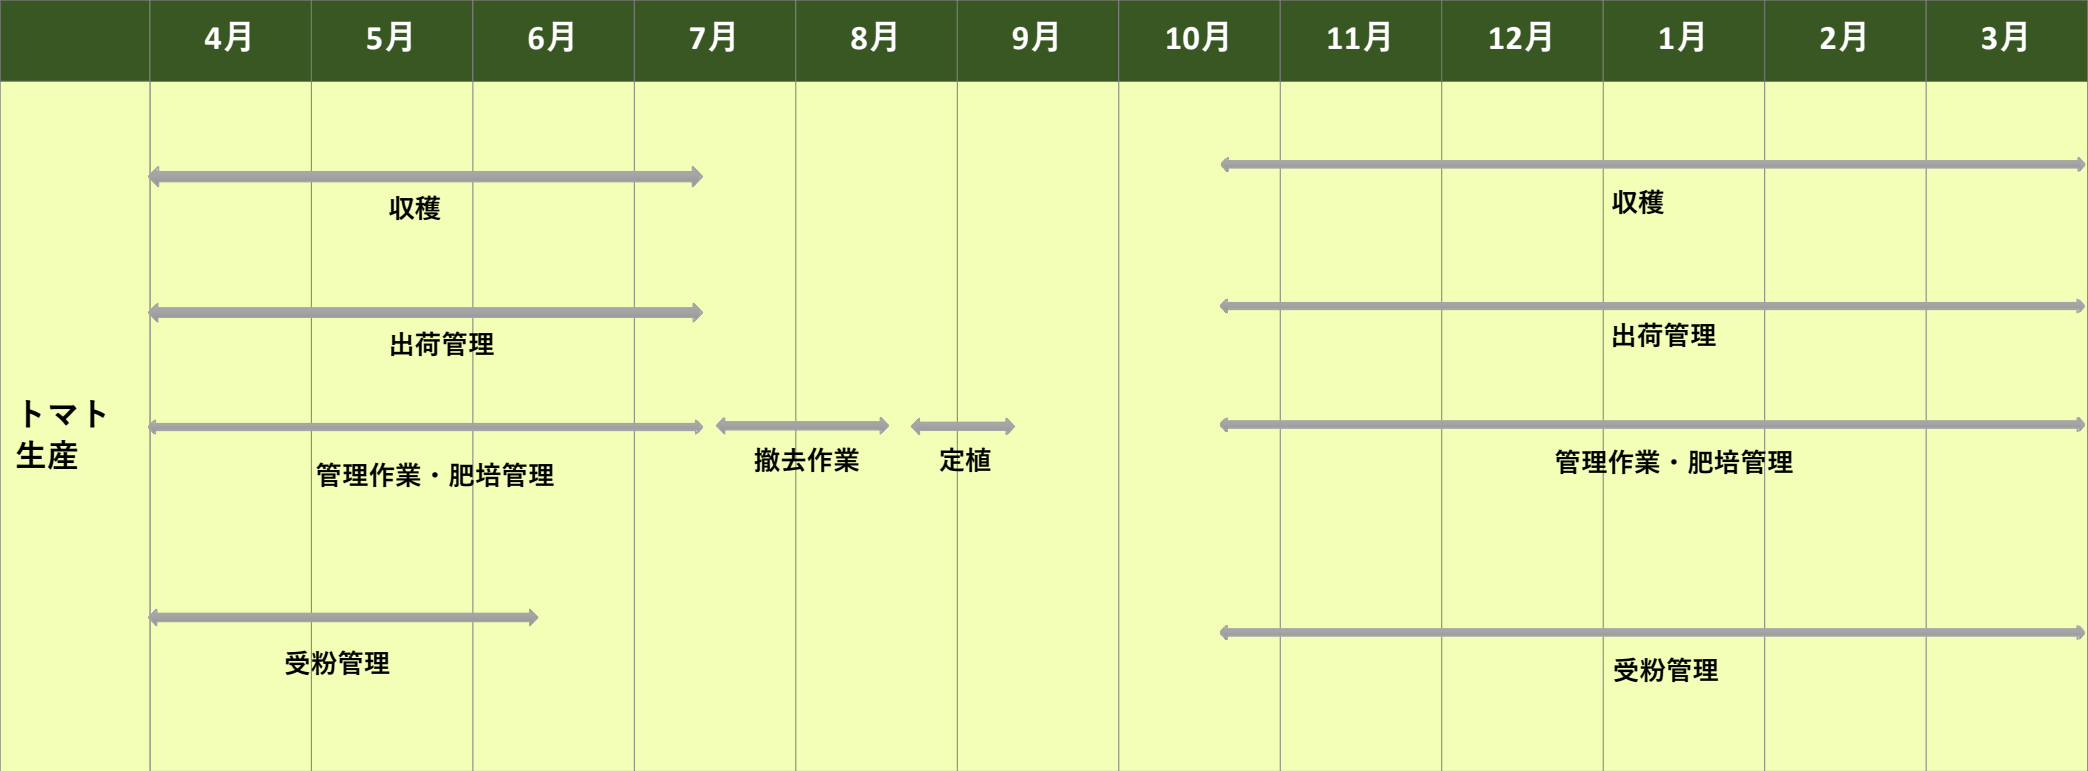 4月 5月 6月 7月 8月 9月 10月 11月 12月 1月 2月 3月
トマト
生産
収穫
収穫
出荷管理
出荷管理
管理作業・肥培管理
撤去作業
定植
管理作業・肥培管理
受粉管理
受粉管理